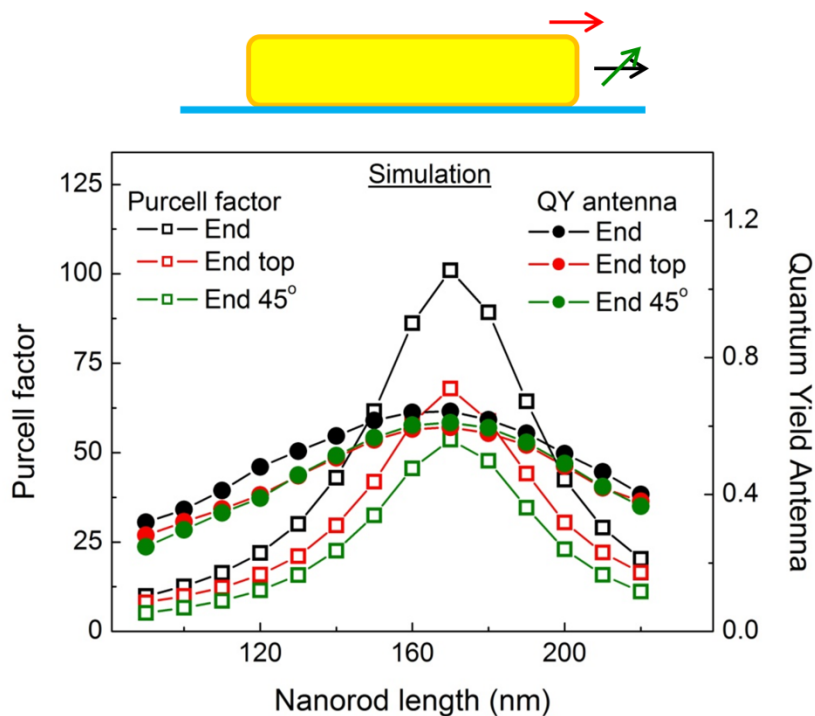 Simulation
Purcell factor
End
End top
End 45°
QY antenna
End
End top
End 45°
125
100
75
50
25
0
Purcell factor
1.2
0.8
0.4
0.0
Quantum Yield Antenna
120
160
200
Nanorod length (nm)